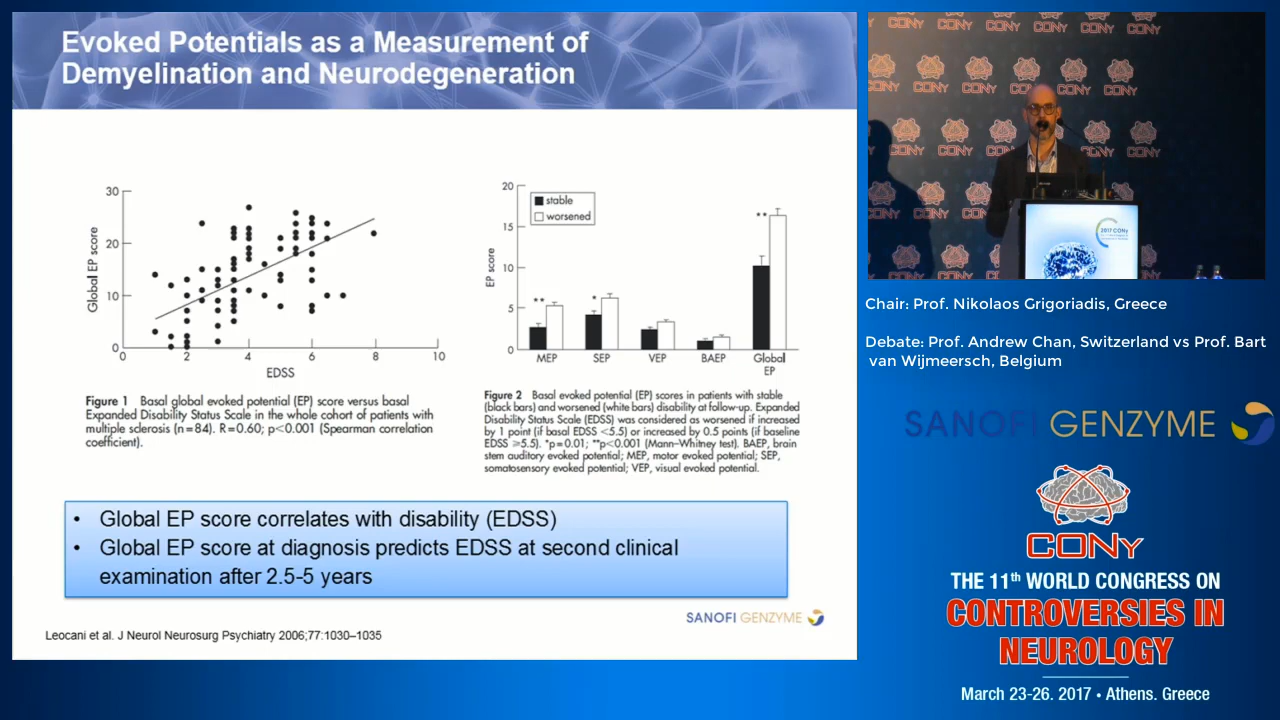 Evoked Potentials as a Measurement of
Demyelination and Neurodegeneration
30
20
10
0
Global EP score
0 2 4 6 8 10
EDSS
Figure 1 Basal global evoked potential (EP) score versus basal
Expanded Disability Status Scale in the whole cohort of patients with
multiple sclerosis (n=84). R=0.60; p<0.001 (Spearman correlation
coefficient).
20
15
10
5
0
EP score
stable
worsened
**
*
**
MEP SEP VEP BAEP Global
EP
Figure 2 Basal evoked potential (EP) scores in patients with stable
(black bars) and worsened (white bars) disability at follow-up. Expanded
Disability Status Scale (EDSS) was considered as worsened if increased
by 1 point (if basal EDSS <5.5) or increased by 0.5 points (if baseline
EDSS ≥5.5). *p=0.01; **p<0.001 (Mann–Whitney test). BAEP, brain
stem auditory evoked potential; MEP, motor evoked potential; SEP,
somatosensory evoked potential; VEP, visual evoked potential.
• Global EP score correlates with disability (EDSS)
• Global EP score at diagnosis predicts EDSS at second clinical
examination after 2.5-5 years
SANOFI GENZYME
Leocani et al. J Neurol Neurosurg Psychiatry 2006;77:1030–1035
CONy
2017 CONy
Chair: Prof. Nikolaos Grigoriadis, Greece
Debate: Prof. Andrew Chan, Switzerland vs Prof. Bart
van Wijmeersch, Belgium
SANOFI GENZYME
CONy
THE 11th WORLD CONGRESS ON
CONTROVERSIES IN
NEUROLOGY
March 23-26. 2017 • Athens. Greece